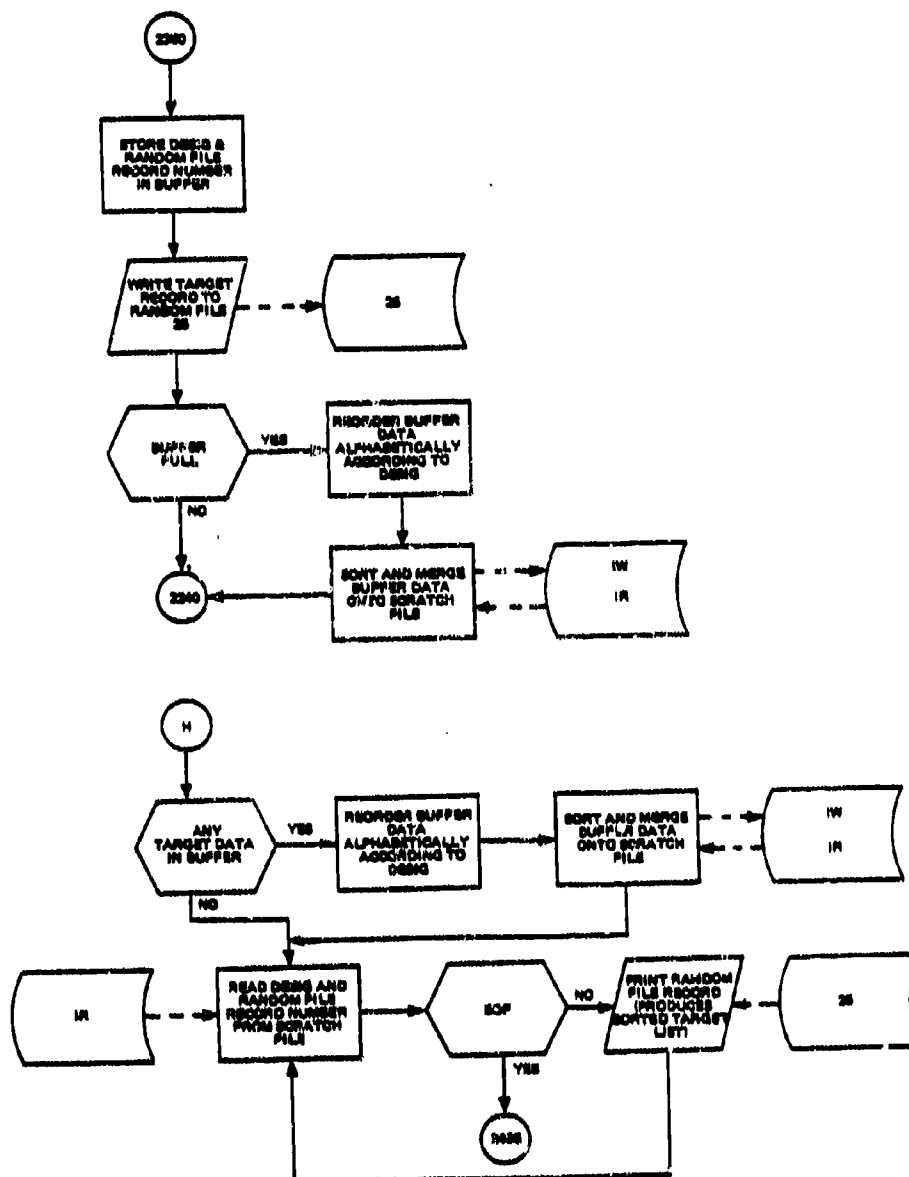 STORE DESIG &
RANDOM FILE
RECORD NUMBER
IN BUFFER
WRITE TARGET
RECORD TO
RANDOM FILE
25
25
BUFFER
FULL
YES
NO
REORDER BUFFER
DATA
ALPHABETICALLY
ACCORDING TO
DESIG
SORT AND MERGE
BUFFER DATA
ONTO SCRATCH
FILE
IW
IR
2240
H
ANY
TARGET DATA
IN BUFFER
YES
NO
REORDER BUFFER
DATA
ALPHABETICALLY
ACCORDING TO
DESIG
SORT AND MERGE
BUFFER DATA
ONTO SCRATCH
FILE
IW
IR
IR
READ DESIG AND
RANDOM FILE
RECORD NUMBER
FROM SCRATCH
FILE
EOF
NO
YES
PRINT RANDOM
FILE RECORD
(PRODUCES
SORTED TARGET
LIST)
25